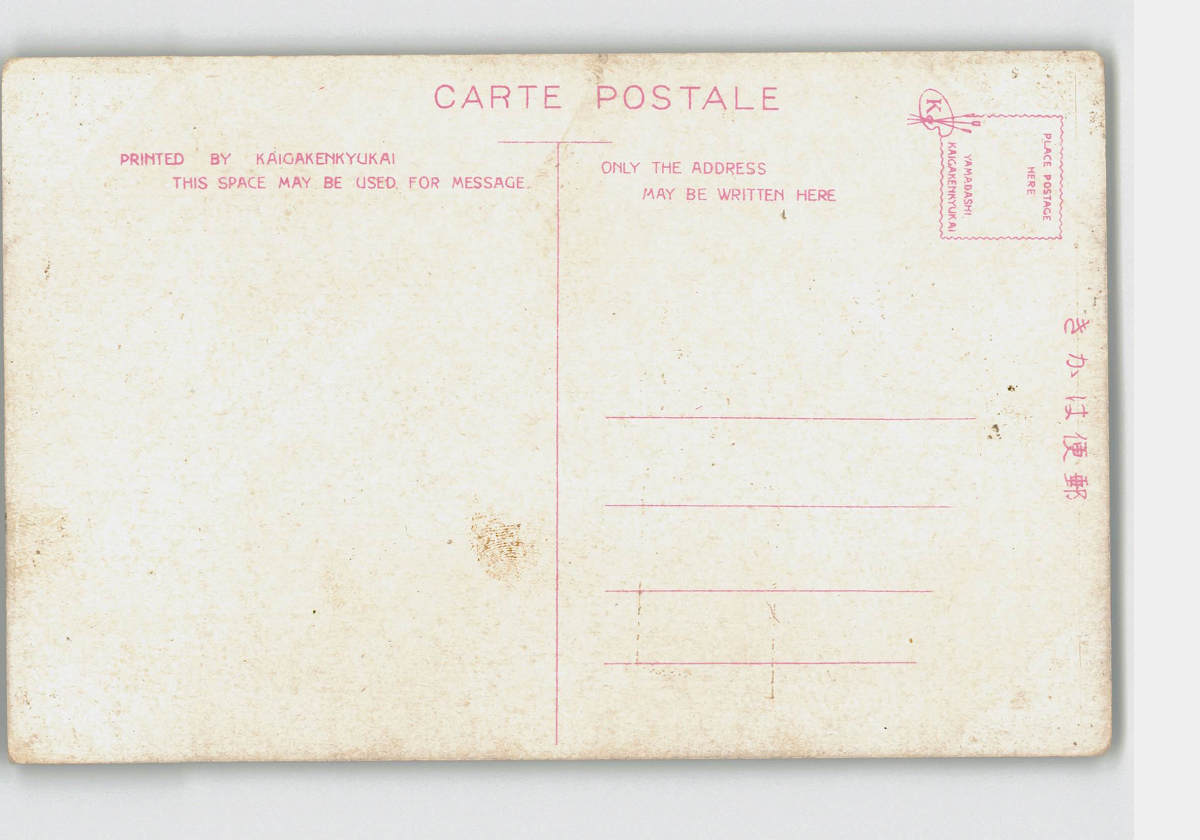 CARTE POSTALE
PRINTED BY KAIGAKENKYUKAI
THIS SPACE MAY BE USED FOR MESSAGE.
ONLY THE ADDRESS
MAY BE WRITTEN HERE
K
PLACE POSTAGE
HERE
YAMADASHI
KAIGAKENKYUKAI
きかは便郵